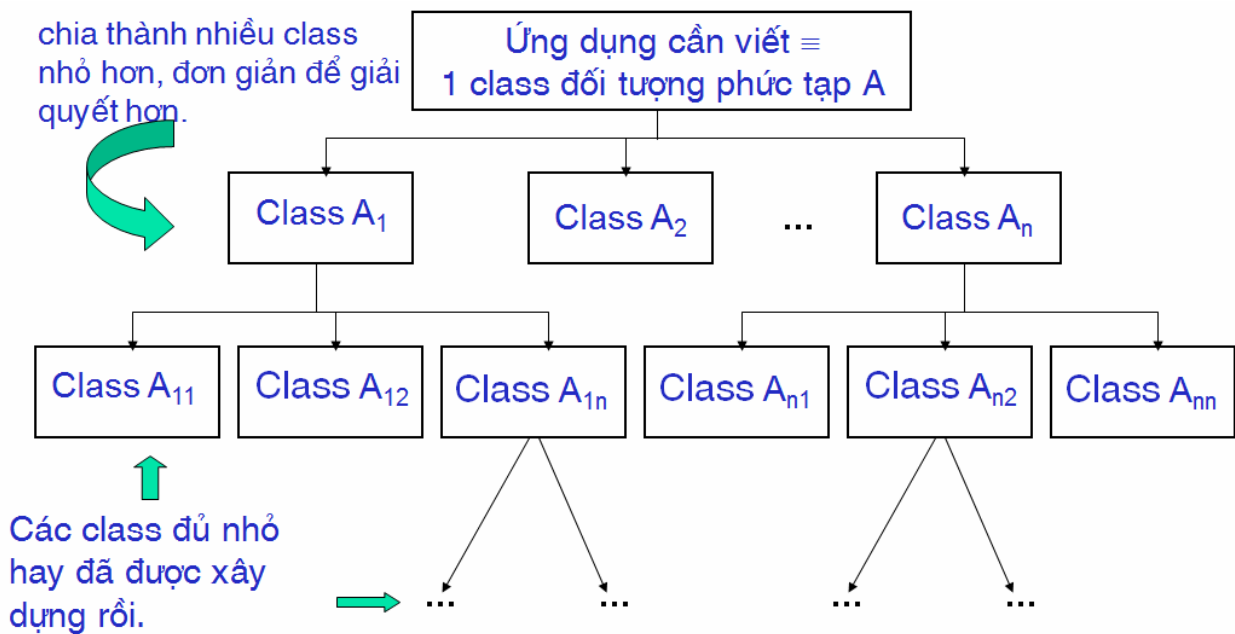 chia thành nhiều class
nhỏ hơn, đơn giản để giải
quyết hơn.
Ứng dụng cần viết ≡
1 class đối tượng phức tạp A
Class A₁
Class A₂
...
Class Aₙ
Class A₁₁
Class A₁₂
Class A₁ₙ
Class Aₙ₁
Class Aₙ₂
Class Aₙₙ
Các class đủ nhỏ
hay đã được xây
dựng rồi.
... ... ... ...